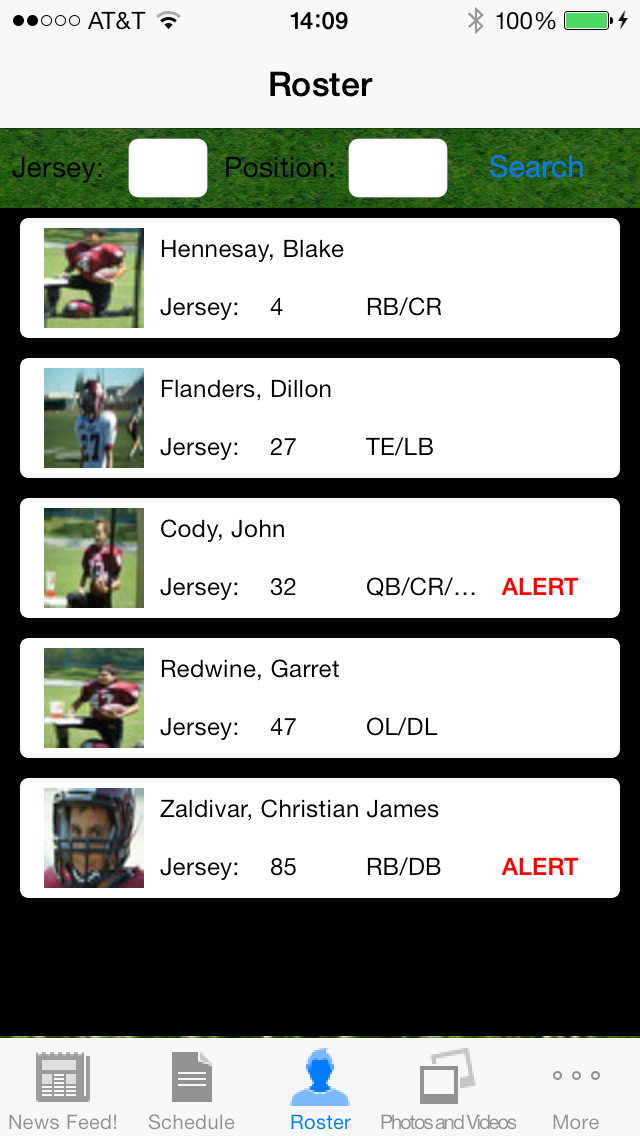 AT&T 14:09 100%
Roster
Jersey: Position: Search
Hennesay, Blake
Jersey: 4 RB/CR
Flanders, Dillon
27
Jersey: 27 TE/LB
Cody, John
Jersey: 32 QB/CR/... ALERT
Redwine, Garret
Jersey: 47 OL/DL
Zaldivar, Christian James
Jersey: 85 RB/DB ALERT
News Feed! Schedule Roster Photos and Videos More